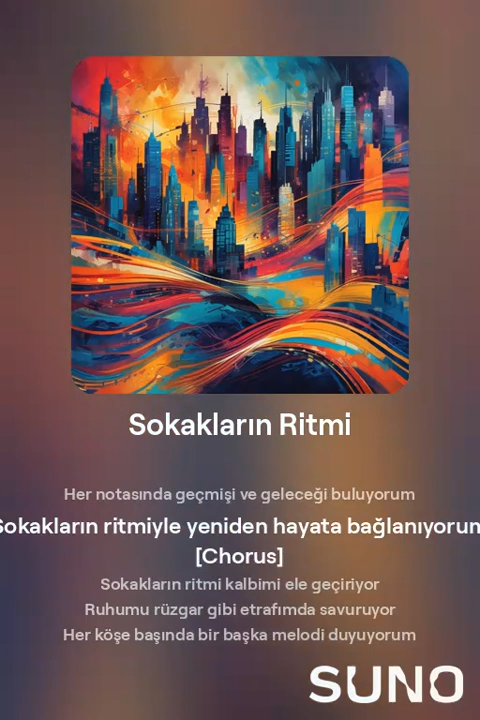 Sokakların Ritmi
Her notasında geçmişi ve geleceği buluyorum
Sokakların ritmiyle yeniden hayata bağlanıyorum
[Chorus]
Sokakların ritmi kalbimi ele geçiriyor
Ruhumu rüzgar gibi etrafımda savuruyor
Her köşe başında bir başka melodi duyuyorum
SUNO